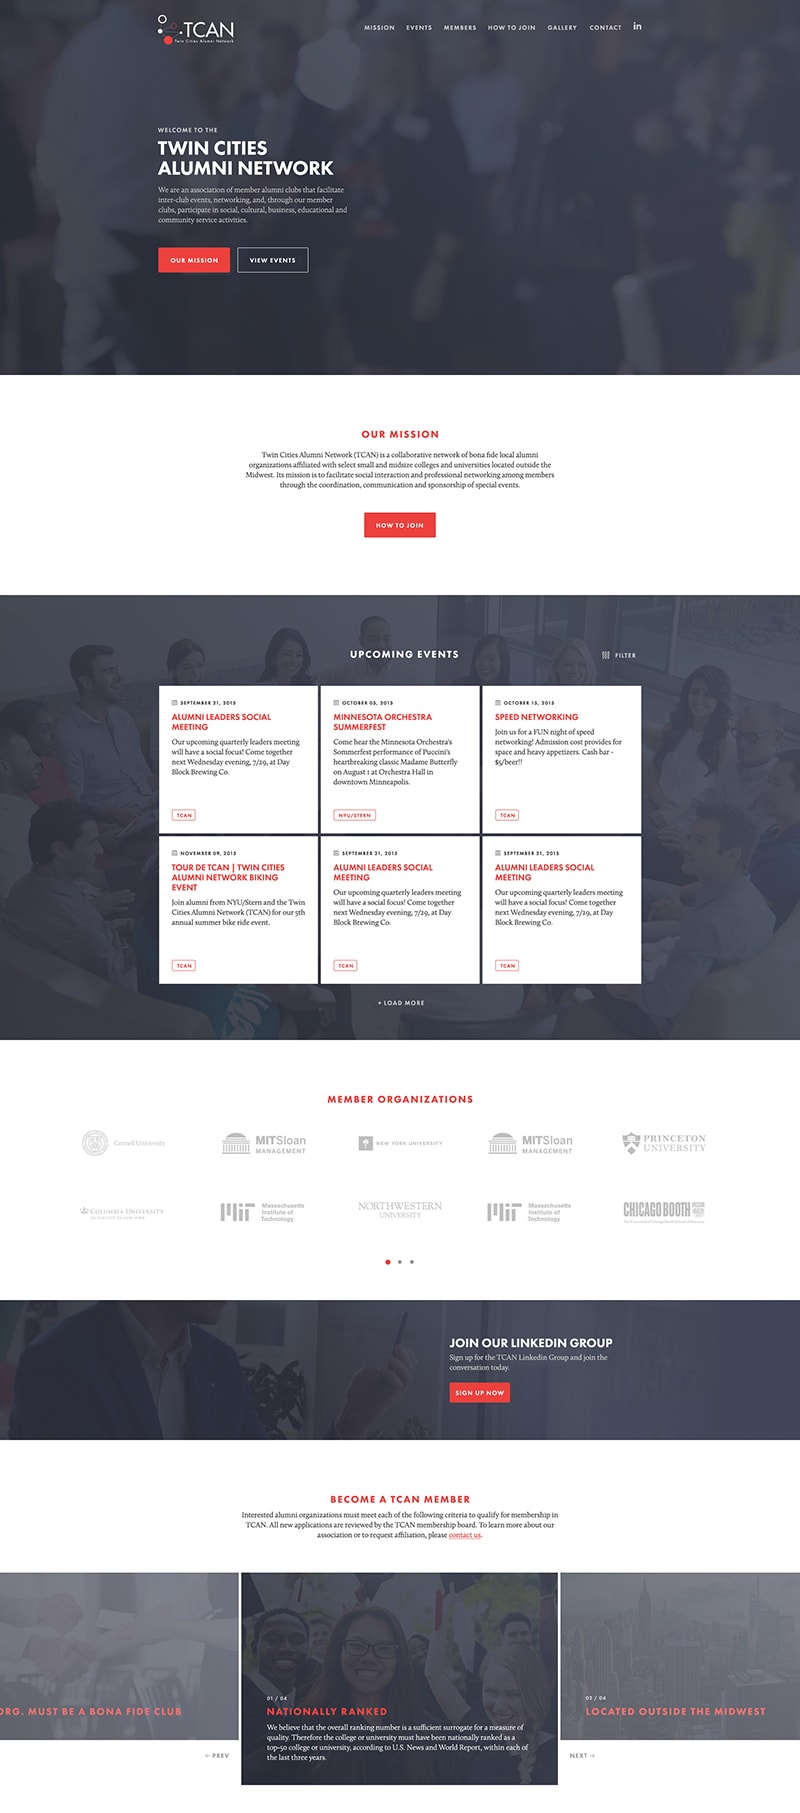 TCAN
Twin Cities Alumni Network
MISSION EVENTS MEMBERS HOW TO JOIN GALLERY CONTACT in
WELCOME TO THE
TWIN CITIES
ALUMNI NETWORK
We are an association of member alumni clubs that facilitate
inter-club events, networking, and, through our member
clubs, participate in social, cultural, business, educational and
community service activities.
OUR MISSION VIEW EVENTS
OUR MISSION
Twin Cities Alumni Network (TCAN) is a collaborative network of bona fide local alumni
organizations affiliated with select small and midsize colleges and universities located outside the
Midwest. Its mission is to facilitate social interaction and professional networking among members
through the coordination, communication and sponsorship of special events.
HOW TO JOIN
UPCOMING EVENTS
FILTER
SEPTEMBER 21, 2015
ALUMNI LEADERS SOCIAL
MEETING
Our upcoming quarterly leaders meeting
will have a social focus! Come together
next Wednesday evening, 7/29, at Day
Block Brewing Co.
TCAN
OCTOBER 05, 2015
MINNESOTA ORCHESTRA
SUMMERFEST
Come hear the Minnesota Orchestra's
Sommerfest performance of Puccini's
heartbreaking classic Madame Butterfly
on August 1 at Orchestra Hall in
downtown Minneapolis.
NYU/STERN
OCTOBER 15, 2015
SPEED NETWORKING
Join us for a FUN night of speed
networking! Admission cost provides for
space and heavy appetizers. Cash bar -
$5/beer!!
TCAN
NOVEMBER 09, 2015
TOUR DE TCAN | TWIN CITIES
ALUMNI NETWORK BIKING
EVENT
Join alumni from NYU/Stern and the Twin
Cities Alumni Network (TCAN) for our 5th
annual summer bike ride event.
TCAN
SEPTEMBER 21, 2015
ALUMNI LEADERS SOCIAL
MEETING
Our upcoming quarterly leaders meeting
will have a social focus! Come together
next Wednesday evening, 7/29, at Day
Block Brewing Co.
TCAN
SEPTEMBER 21, 2015
ALUMNI LEADERS SOCIAL
MEETING
Our upcoming quarterly leaders meeting
will have a social focus! Come together
next Wednesday evening, 7/29, at Day
Block Brewing Co.
TCAN
+ LOAD MORE
MEMBER ORGANIZATIONS
Cornell University
MITSloan
MANAGEMENT
NEW YORK UNIVERSITY
MITSloan
MANAGEMENT
PRINCETON
UNIVERSITY
COLUMBIA UNIVERSITY
IN THE CITY OF NEW YORK
Massachusetts
Institute of
Technology
NORTHWESTERN
UNIVERSITY
Massachusetts
Institute of
Technology
CHICAGO BOOTH
The University of Chicago Booth School of Business
JOIN OUR LINKEDIN GROUP
Sign up for the TCAN Linkedin Group and join the
conversation today.
SIGN UP NOW
BECOME A TCAN MEMBER
Interested alumni organizations must meet each of the following criteria to qualify for membership in
TCAN. All new applications are reviewed by the TCAN membership board. To learn more about our
association or to request affiliation, please contact us.
ORG. MUST BE A BONA FIDE CLUB
← PREV
01 / 04
NATIONALLY RANKED
We believe that the overall ranking number is a sufficient surrogate for a measure of
quality. Therefore the college or university must have been nationally ranked as a
top-50 college or university, according to U.S. News and World Report, within each of
the last three years.
02 / 04
LOCATED OUTSIDE THE MIDWEST
NEXT →